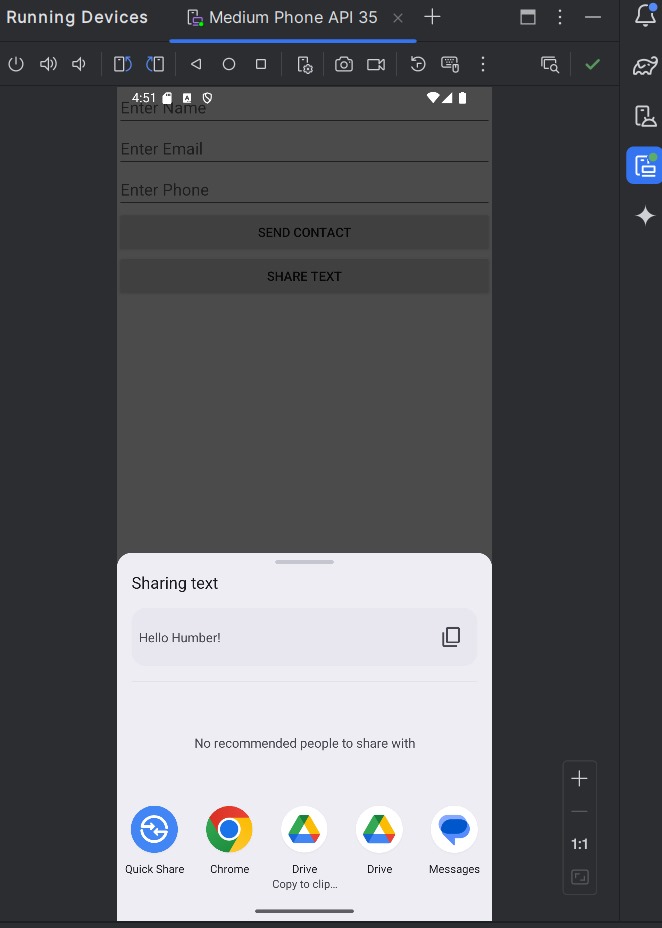 Running Devices
Medium Phone API 35
4:51
Enter Name
Enter Email
Enter Phone
SEND CONTACT
SHARE TEXT
Sharing text
Hello Humber!
No recommended people to share with
Quick Share
Chrome
Drive
Copy to clip...
Drive
Messages
1:1